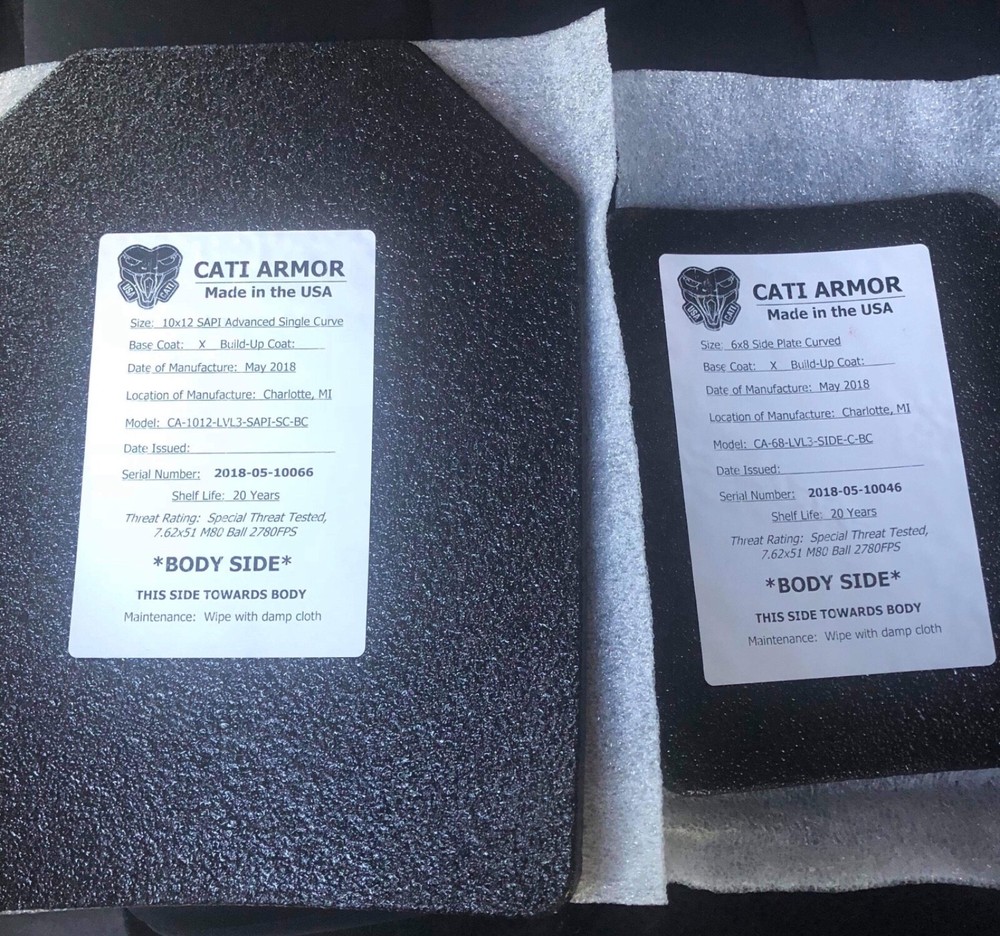 CATI ARMOR
Made in the USA
Size: 10x12 SAPI Advanced Single Curve
Base Coat: X Build-Up Coat:
Date of Manufacture: May 2018
Location of Manufacture: Charlotte, MI
Model: CA-1012-LVL3-SAPI-SC-BC
Date Issued:
Serial Number: 2018-05-10066
Shelf Life: 20 Years
Threat Rating: Special Threat Tested,
7.62x51 M80 Ball 2780FPS
*BODY SIDE*
THIS SIDE TOWARDS BODY
Maintenance: Wipe with damp cloth
USA CATI
CATI ARMOR
Made in the USA
Size: 6x8 Side Plate Curved
Base Coat: X Build-Up Coat:
Date of Manufacture: May 2018
Location of Manufacture: Charlotte, MI
Model: CA-68-LVL3-SIDE-C-BC
Date Issued:
Serial Number: 2018-05-10046
Shelf Life: 20 Years
Threat Rating: Special Threat Tested,
7.62x51 M80 Ball 2780FPS
*BODY SIDE*
THIS SIDE TOWARDS BODY
Maintenance: Wipe with damp cloth
USA CATI